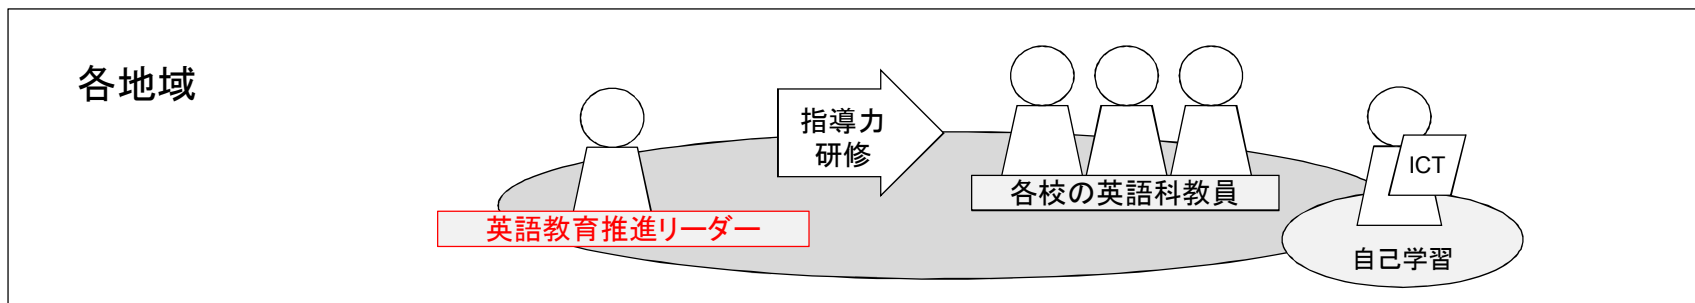 各地域
指導力
研修
ICT
各校の英語科教員
英語教育推進リーダー
自己学習